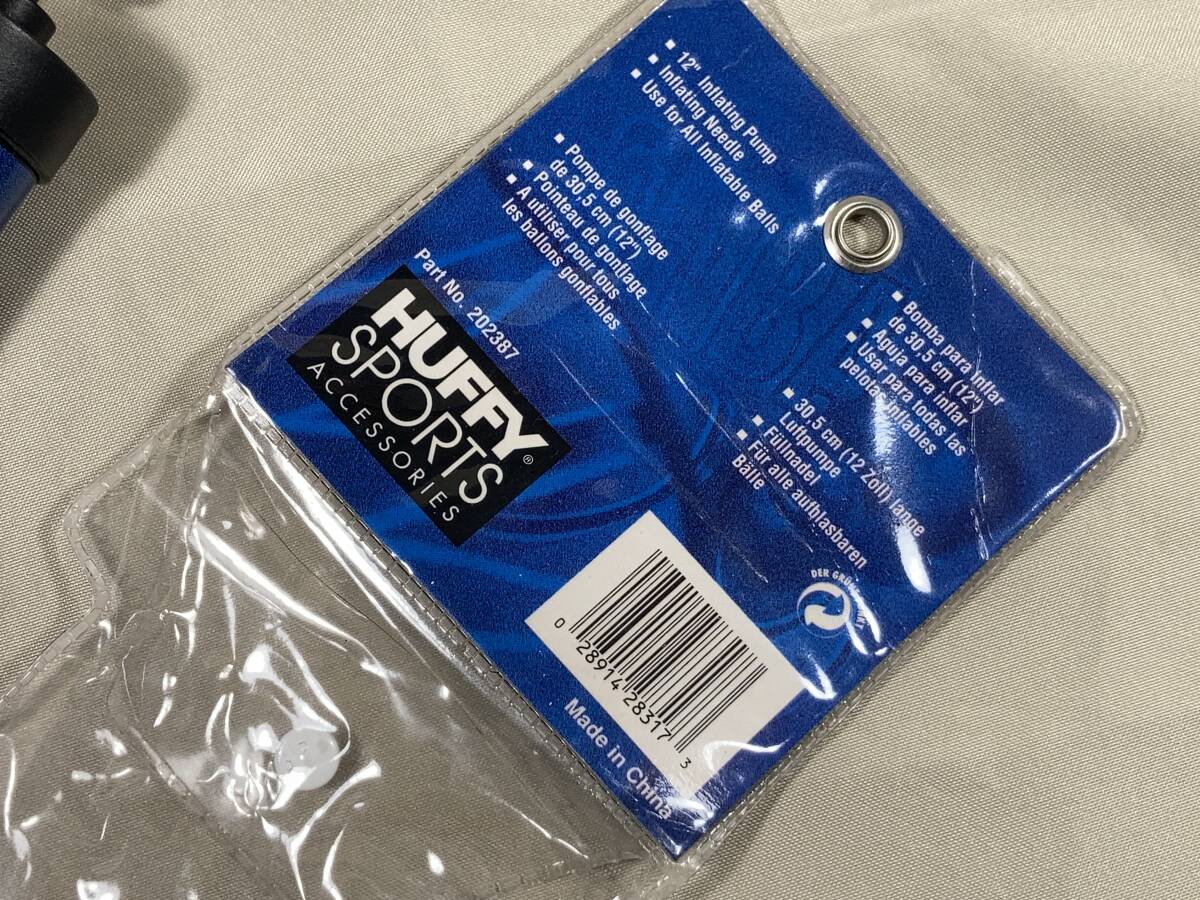 ▪ 12" Inflating Pump
▪ Inflating Needle
▪ Use for All Inflatable Balls
▪ Pompe de gonflage
de 30,5 cm (12")
▪ Pointeau de gonflage
▪ A utiliser pour tous
les ballons gonflables
▪ Bomba para inflar
de 30,5 cm (12")
▪ Aguja para inflar
▪ Usar para todas las
pelotas inflables
▪ 30,5 cm (12 Zoll) lange
Luftpumpe
▪ Füllnadel
▪ Für alle aufblasbaren
Bälle
Part No. 202387
HUFFY®
SPORTS
ACCESSORIES
DER
0 28914 28317 3
Made in China